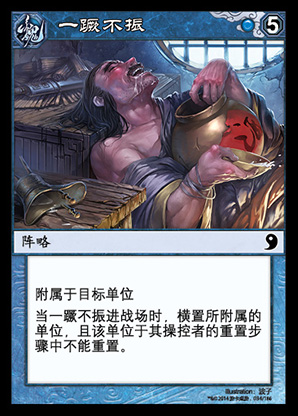 一蹶不振
5
阵略
附属于目标单位
当一蹶不振进战场时，横置所附属的
单位，且该单位于其操控者的重置步
骤中不能重置。
Illustration: